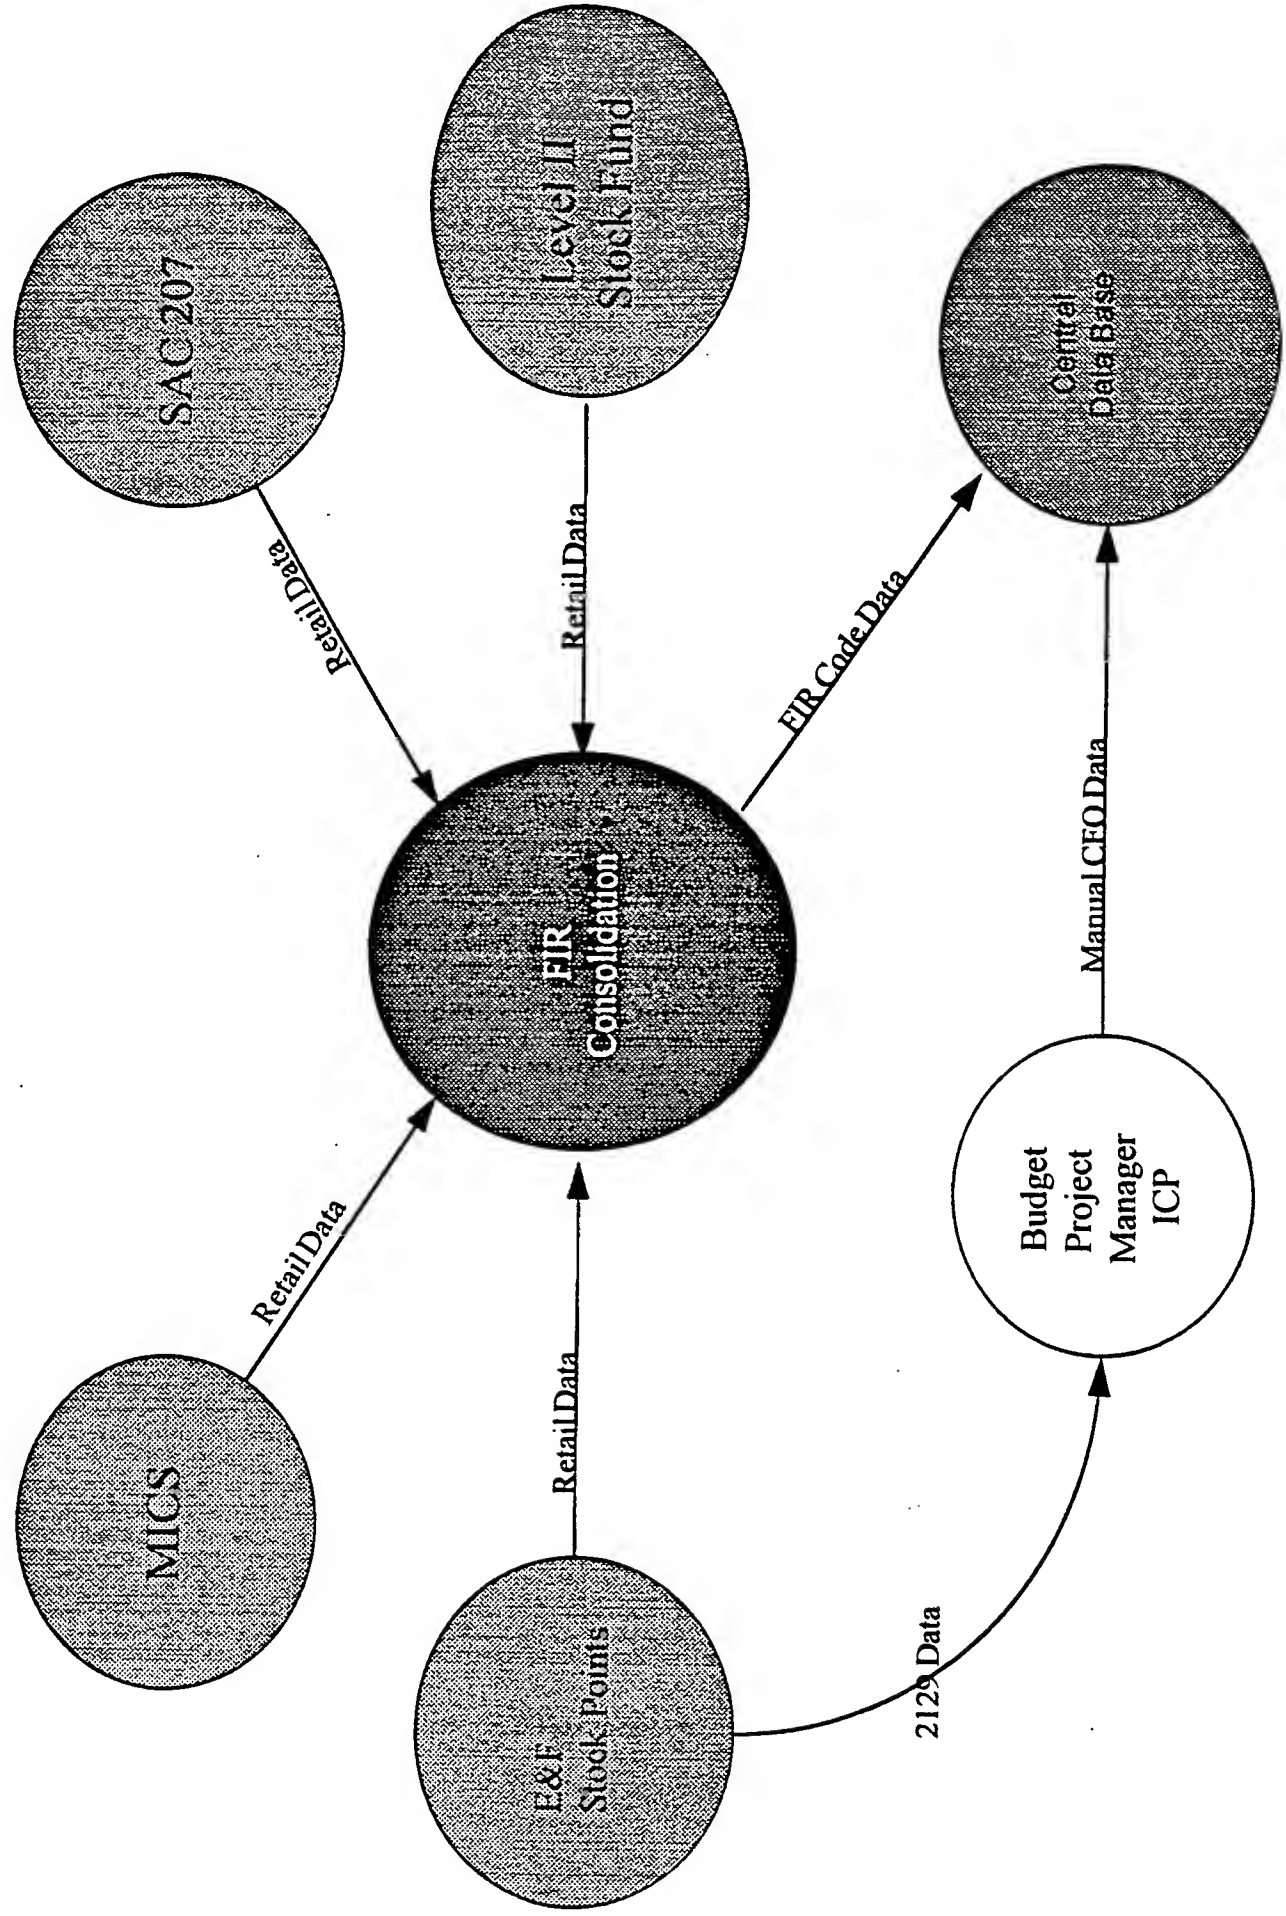 MICS
SAC 207
Retail Data
Retail Data
E&F
Stock Points
Retail Data
FIR
Consolidation
Retail Data
Level II
Stock Fund
FIR Code Data
2129 Data
Budget
Project
Manager
ICP
Manual CEO Data
Central
Data Base